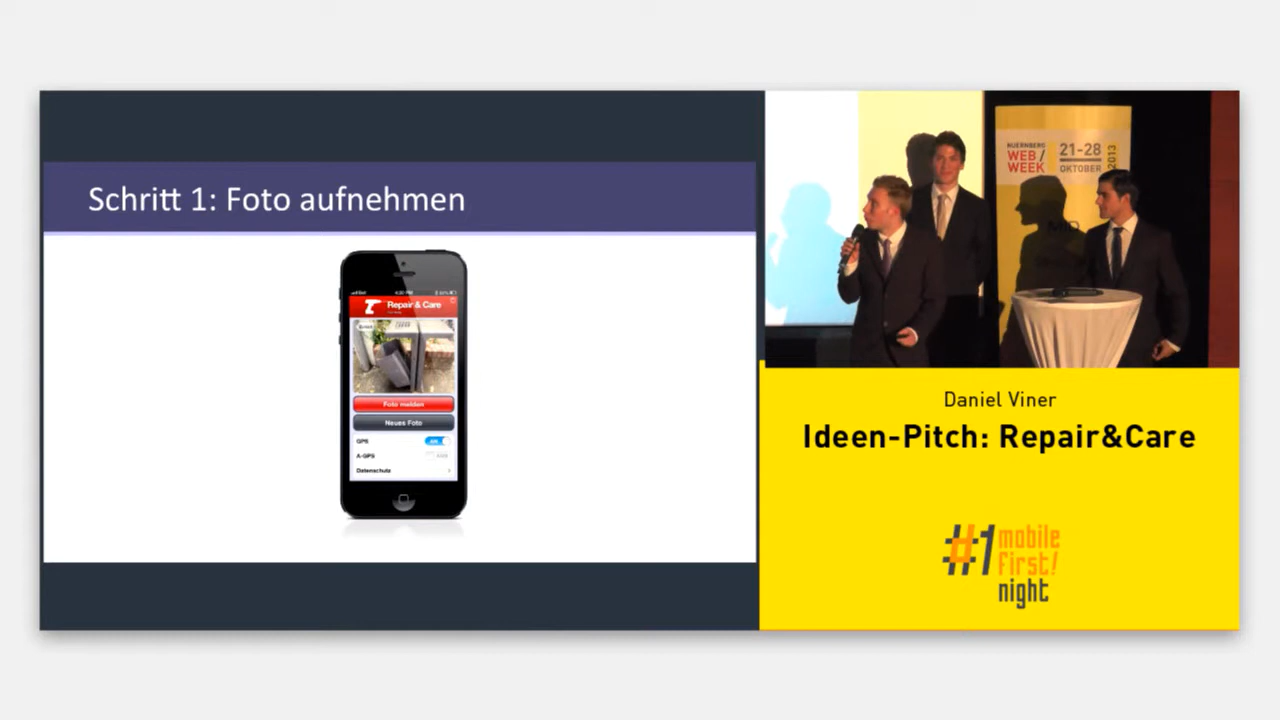 Schritt 1: Foto aufnehmen
Repair & Care
Foto melden
Neues Foto
GPS
A-GPS
Datenschutz
NUERNBERG
WEB /
WEEK
21-28
OKTOBER
2013
Daniel Viner
Ideen-Pitch: Repair&Care
#1 mobile
first!
night